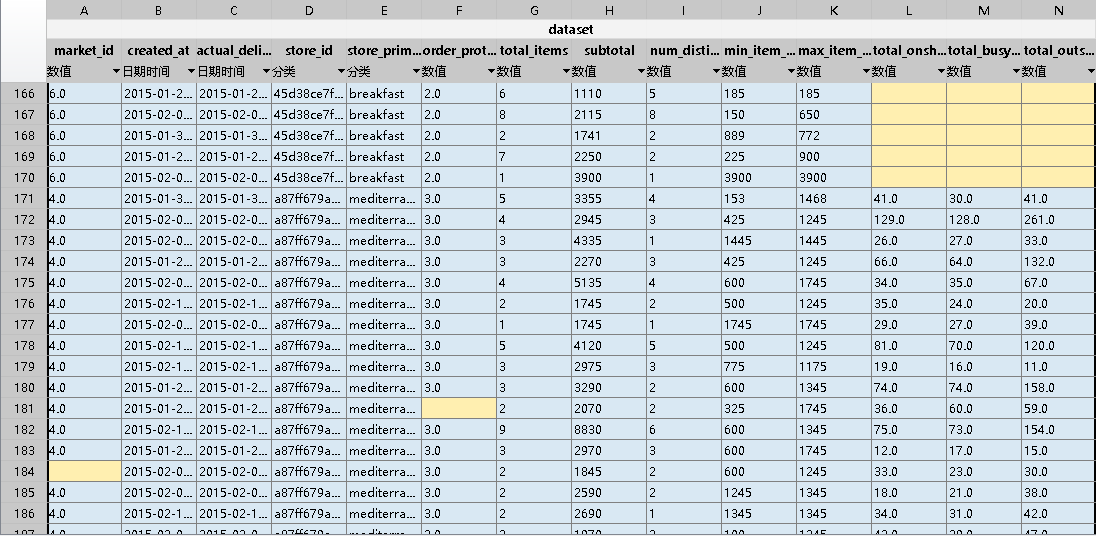 A B C D E F G H I J K L M N
dataset
market_id created_at actual_deli... store_id store_prim... order_prot... total_items subtotal num_disti... min_item_... max_item_... total_onsh... total_busy... total_outs...
数值 日期时间 日期时间 分类 分类 数值 数值 数值 数值 数值 数值 数值 数值 数值
166 6.0 2015-01-2... 2015-01-2... 45d38ce7f... breakfast 2.0 6 1110 5 185 185
167 6.0 2015-02-0... 2015-02-0... 45d38ce7f... breakfast 2.0 8 2115 8 150 650
168 6.0 2015-01-3... 2015-01-3... 45d38ce7f... breakfast 2.0 2 1741 2 889 772
169 6.0 2015-01-2... 2015-01-2... 45d38ce7f... breakfast 2.0 7 2250 2 225 900
170 6.0 2015-02-0... 2015-02-0... 45d38ce7f... breakfast 2.0 1 3900 1 3900 3900
171 4.0 2015-01-3... 2015-01-3... a87ff679a... mediterra... 3.0 5 3355 4 153 1468 41.0 30.0 41.0
172 4.0 2015-02-0... 2015-02-0... a87ff679a... mediterra... 3.0 4 2945 3 425 1245 129.0 128.0 261.0
173 4.0 2015-02-0... 2015-02-0... a87ff679a... mediterra... 3.0 3 4335 1 1445 1445 26.0 27.0 33.0
174 4.0 2015-01-2... 2015-01-2... a87ff679a... mediterra... 3.0 3 2270 3 425 1245 66.0 64.0 132.0
175 4.0 2015-02-0... 2015-02-0... a87ff679a... mediterra... 3.0 4 5135 4 600 1745 34.0 35.0 67.0
176 4.0 2015-02-1... 2015-02-1... a87ff679a... mediterra... 3.0 2 1745 2 500 1245 35.0 24.0 20.0
177 4.0 2015-02-0... 2015-02-0... a87ff679a... mediterra... 3.0 1 1745 1 1745 1745 29.0 27.0 39.0
178 4.0 2015-02-1... 2015-02-1... a87ff679a... mediterra... 3.0 5 4120 5 500 1245 81.0 70.0 120.0
179 4.0 2015-02-1... 2015-02-1... a87ff679a... mediterra... 3.0 3 2975 3 775 1175 19.0 16.0 11.0
180 4.0 2015-01-2... 2015-01-2... a87ff679a... mediterra... 3.0 3 3290 2 600 1345 74.0 74.0 158.0
181 4.0 2015-01-2... 2015-01-2... a87ff679a... mediterra... 2 2070 2 325 1745 36.0 60.0 59.0
182 4.0 2015-02-1... 2015-02-1... a87ff679a... mediterra... 3.0 9 8830 6 600 1345 75.0 73.0 154.0
183 4.0 2015-01-2... 2015-01-2... a87ff679a... mediterra... 3.0 3 2970 3 600 1745 12.0 17.0 15.0
184 2015-02-0... 2015-02-0... a87ff679a... mediterra... 3.0 2 1845 2 600 1245 33.0 23.0 30.0
185 4.0 2015-02-0... 2015-02-0... a87ff679a... mediterra... 3.0 2 2590 2 1245 1345 18.0 21.0 38.0
186 4.0 2015-02-1... 2015-02-1... a87ff679a... mediterra... 3.0 2 2690 1 1345 1345 34.0 31.0 42.0